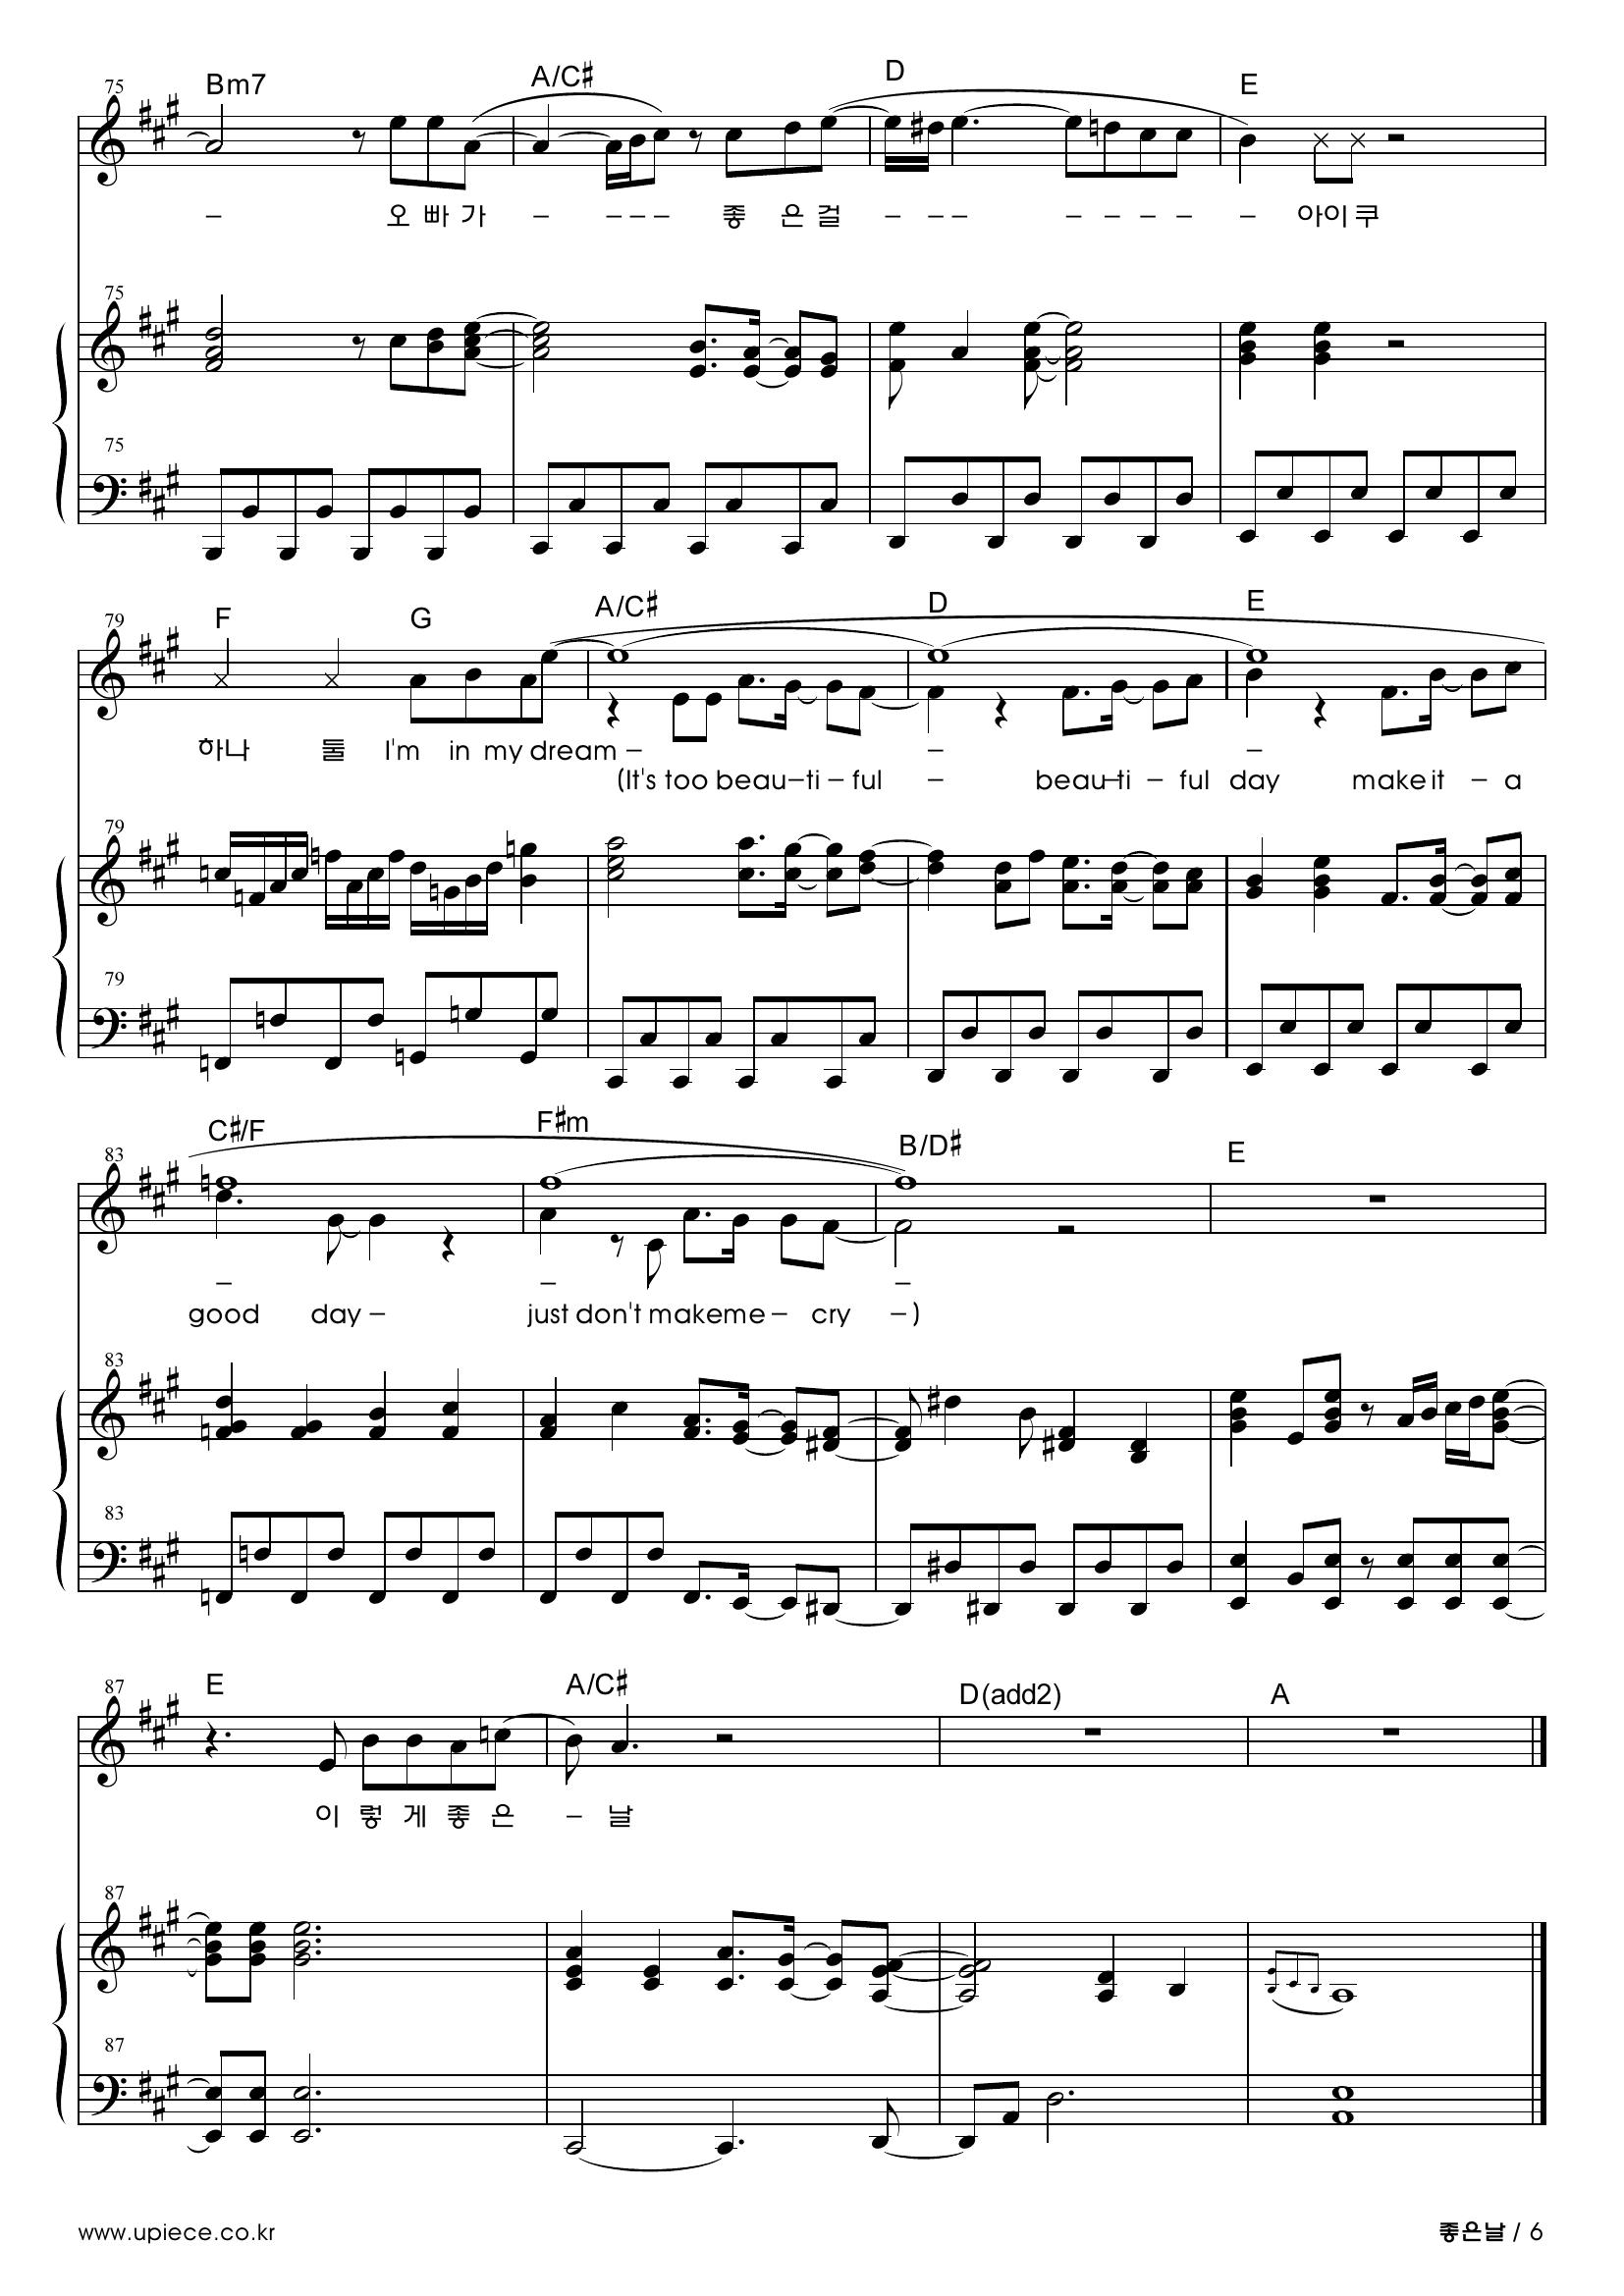 75 Bm7 A/C# D E
– 오 빠 가 – – – – 좋 은 걸 – – – – – – – – 아이 쿠
75
75
79 F G A/C# D E
하나 둘 I'm in my dream – – –
(It's too beau–ti – ful – beau–ti – ful day make it – a
79
79
83 C#/F F#m B/D# E
– – –
good day – just don't makeme – cry –)
83
83
87 E A/C# D(add2) A
이 렇 게 좋 은 – 날
87
87
www.upiece.co.kr 좋은날 / 6